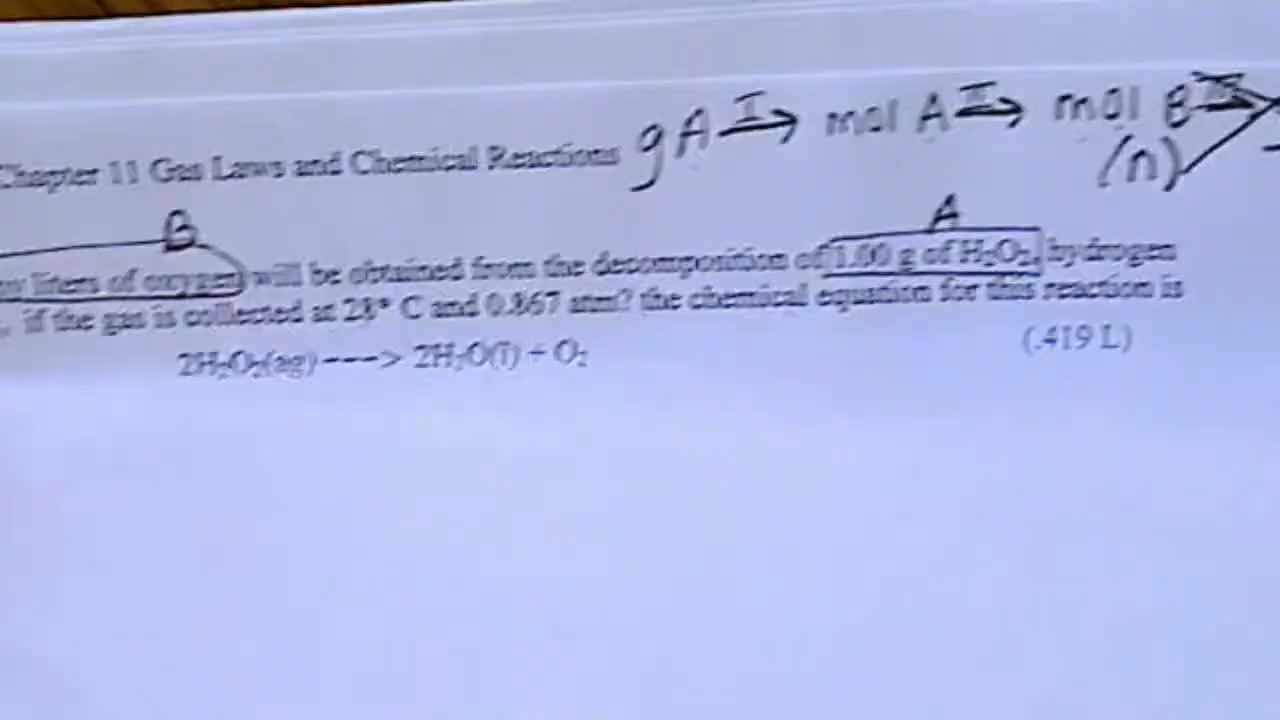 gA I→ mol A II→ mol B
(n)
Chapter 11 Gas Laws and Chemical Reactions
B
A
liters of oxygen will be obtained from the decomposition of 1.00 g of H₂O₂, hydrogen
if the gas is collected at 28° C and 0.867 atm? the chemical equation for this reaction is
2H₂O₂(aq) ---> 2H₂O(l) + O₂
(.419 L)